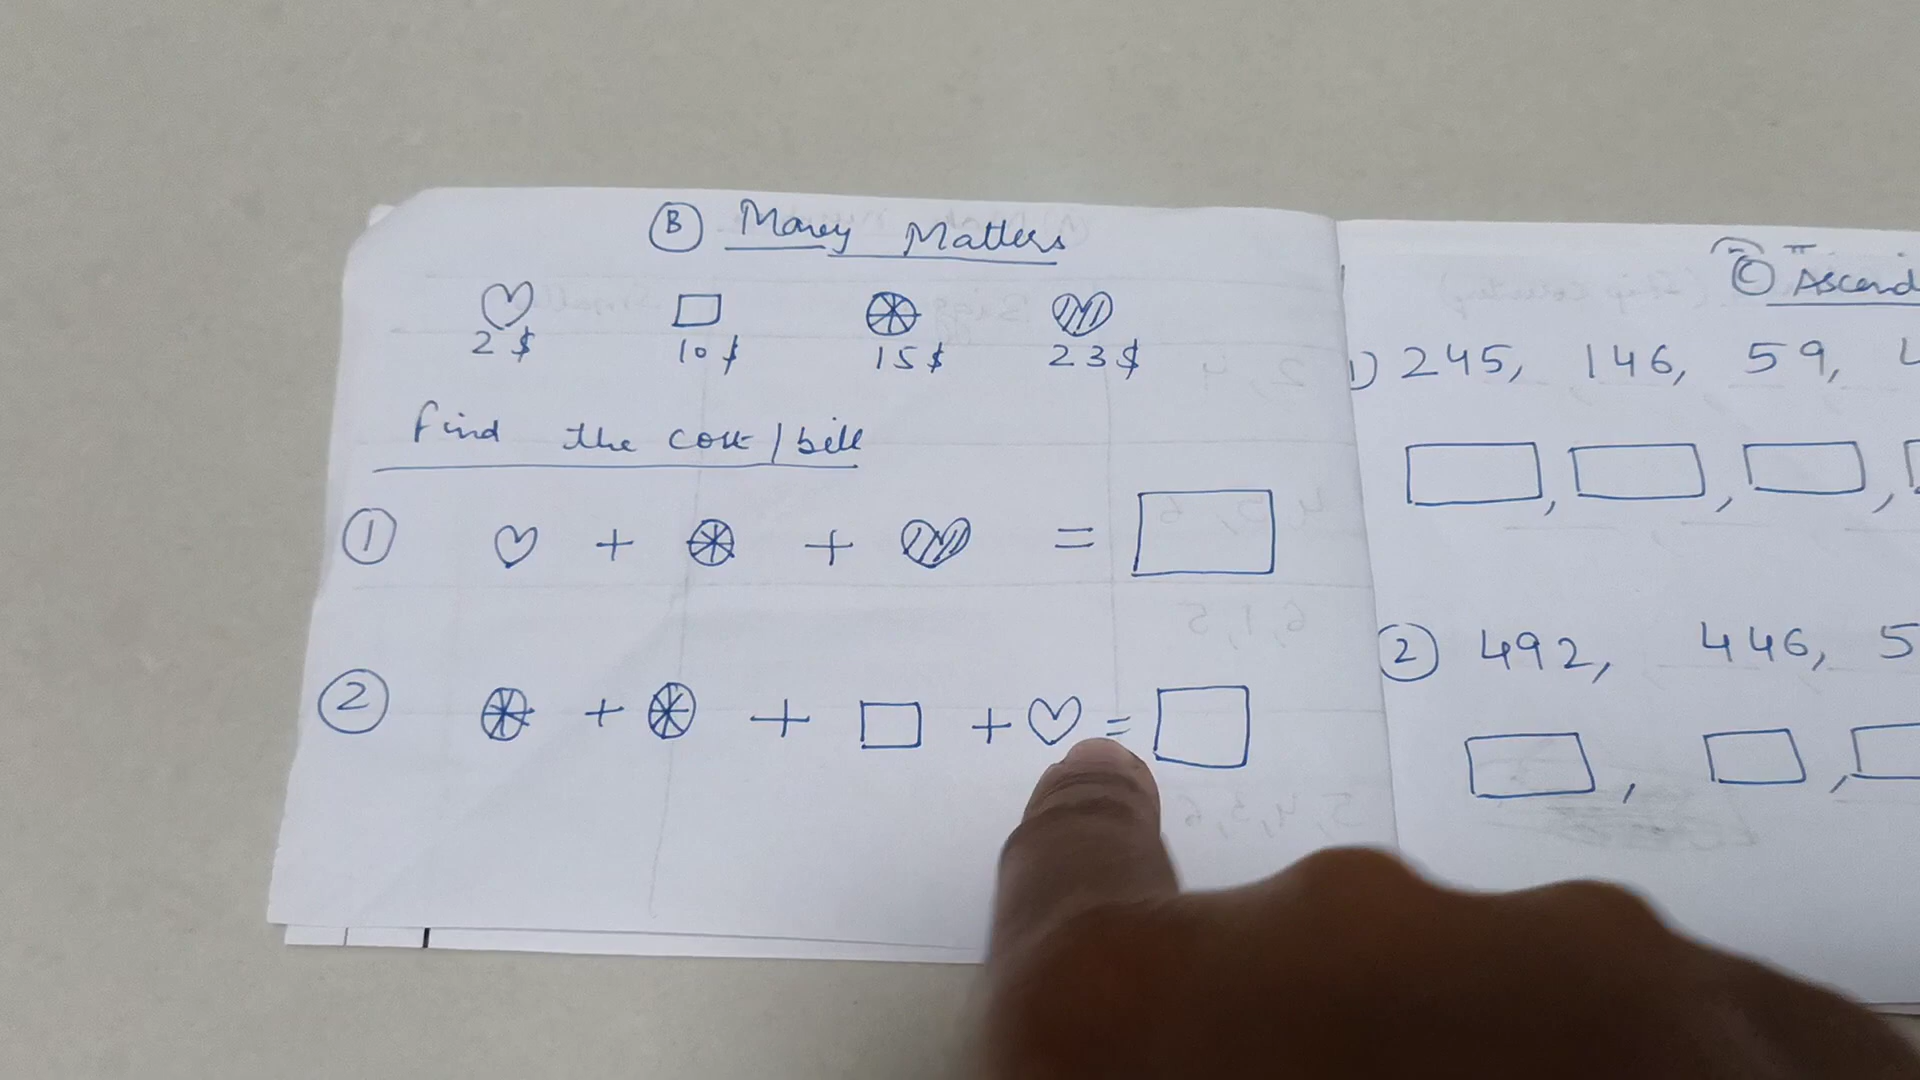 B Money Matters
2 $ 10 $ 15 $ 23 $
Find the cost / bill
1 + + =
2 + + + =
C Ascend
1) 245, 146, 59, 4
, , ,
2 492, 446, 5
, ,